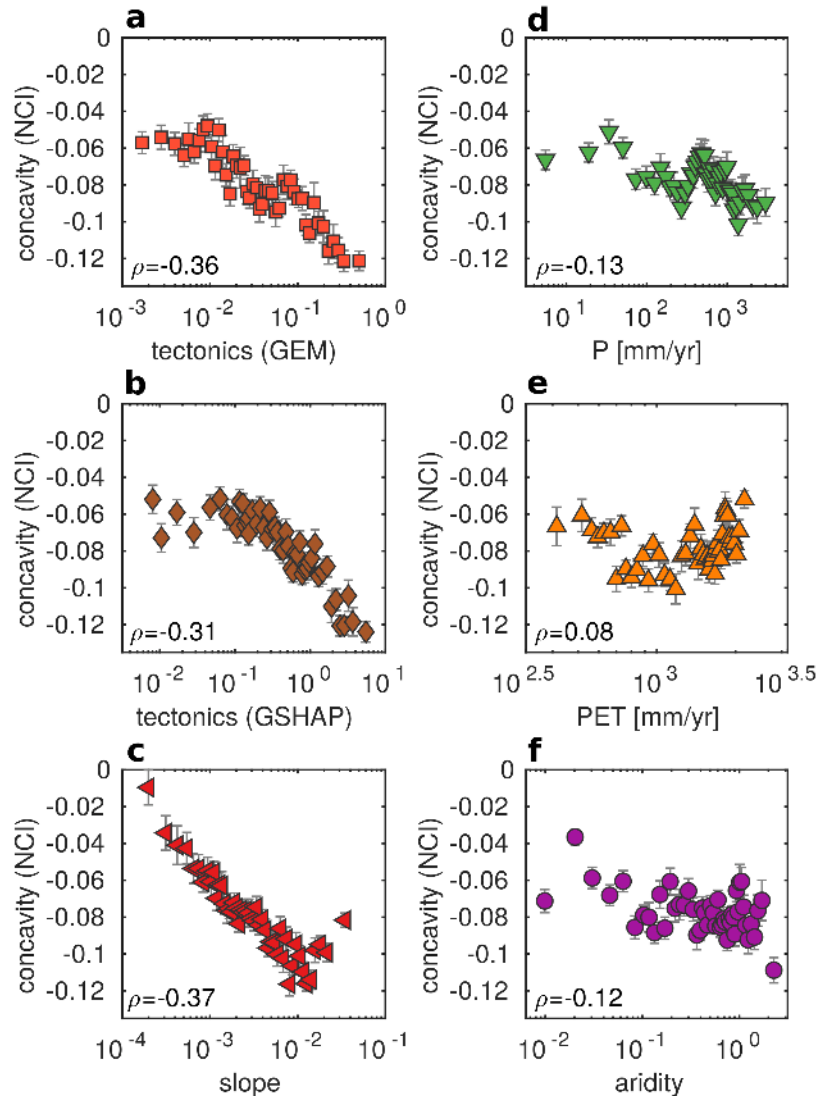 a
0
-0.02
-0.04
-0.06
-0.08
-0.1
-0.12
concavity (NCI)
ρ=-0.36
10^-3 10^-2 10^-1 10^0
tectonics (GEM)
d
0
-0.02
-0.04
-0.06
-0.08
-0.1
-0.12
concavity (NCI)
ρ=-0.13
10^1 10^2 10^3
P [mm/yr]
b
0
-0.02
-0.04
-0.06
-0.08
-0.1
-0.12
concavity (NCI)
ρ=-0.31
10^-2 10^-1 10^0 10^1
tectonics (GSHAP)
e
0
-0.02
-0.04
-0.06
-0.08
-0.1
-0.12
concavity (NCI)
ρ=0.08
10^2.5 10^3 10^3.5
PET [mm/yr]
c
0
-0.02
-0.04
-0.06
-0.08
-0.1
-0.12
concavity (NCI)
ρ=-0.37
10^-4 10^-3 10^-2 10^-1
slope
f
0
-0.02
-0.04
-0.06
-0.08
-0.1
-0.12
concavity (NCI)
ρ=-0.12
10^-2 10^-1 10^0
aridity